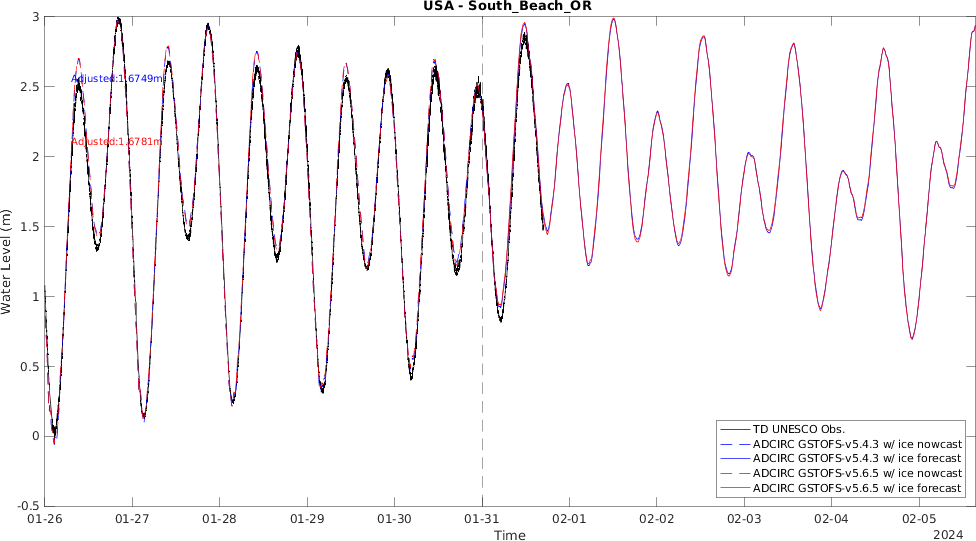 USA - South_Beach_OR
3
2.5
2
1.5
1
0.5
0
-0.5
Water Level (m)
Adjusted:1.6749m
Adjusted:1.6781m
TD UNESCO Obs.
ADCIRC GSTOFS-v5.4.3 w/ ice nowcast
ADCIRC GSTOFS-v5.4.3 w/ ice forecast
ADCIRC GSTOFS-v5.6.5 w/ ice nowcast
ADCIRC GSTOFS-v5.6.5 w/ ice forecast
01-26 01-27 01-28 01-29 01-30 01-31 02-01 02-02 02-03 02-04 02-05
Time
2024